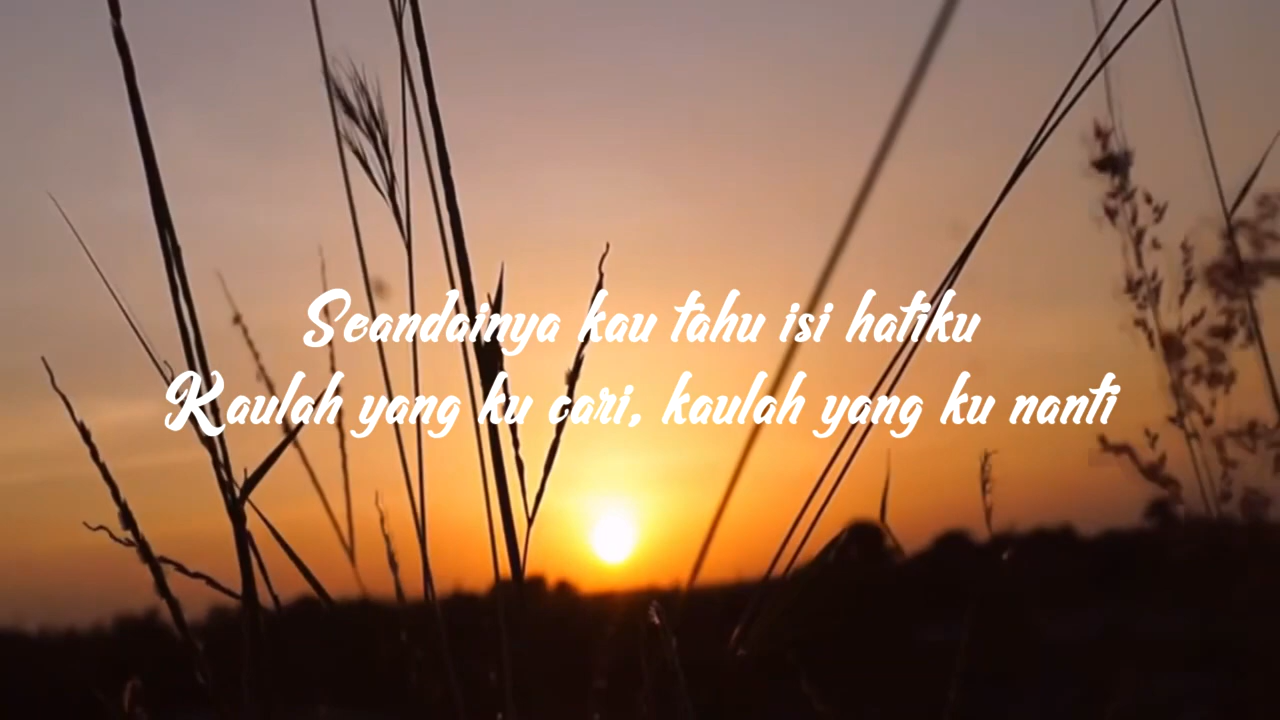 Seandainya kau tahu isi hatiku
Kaulah yang ku cari, kaulah yang ku nanti